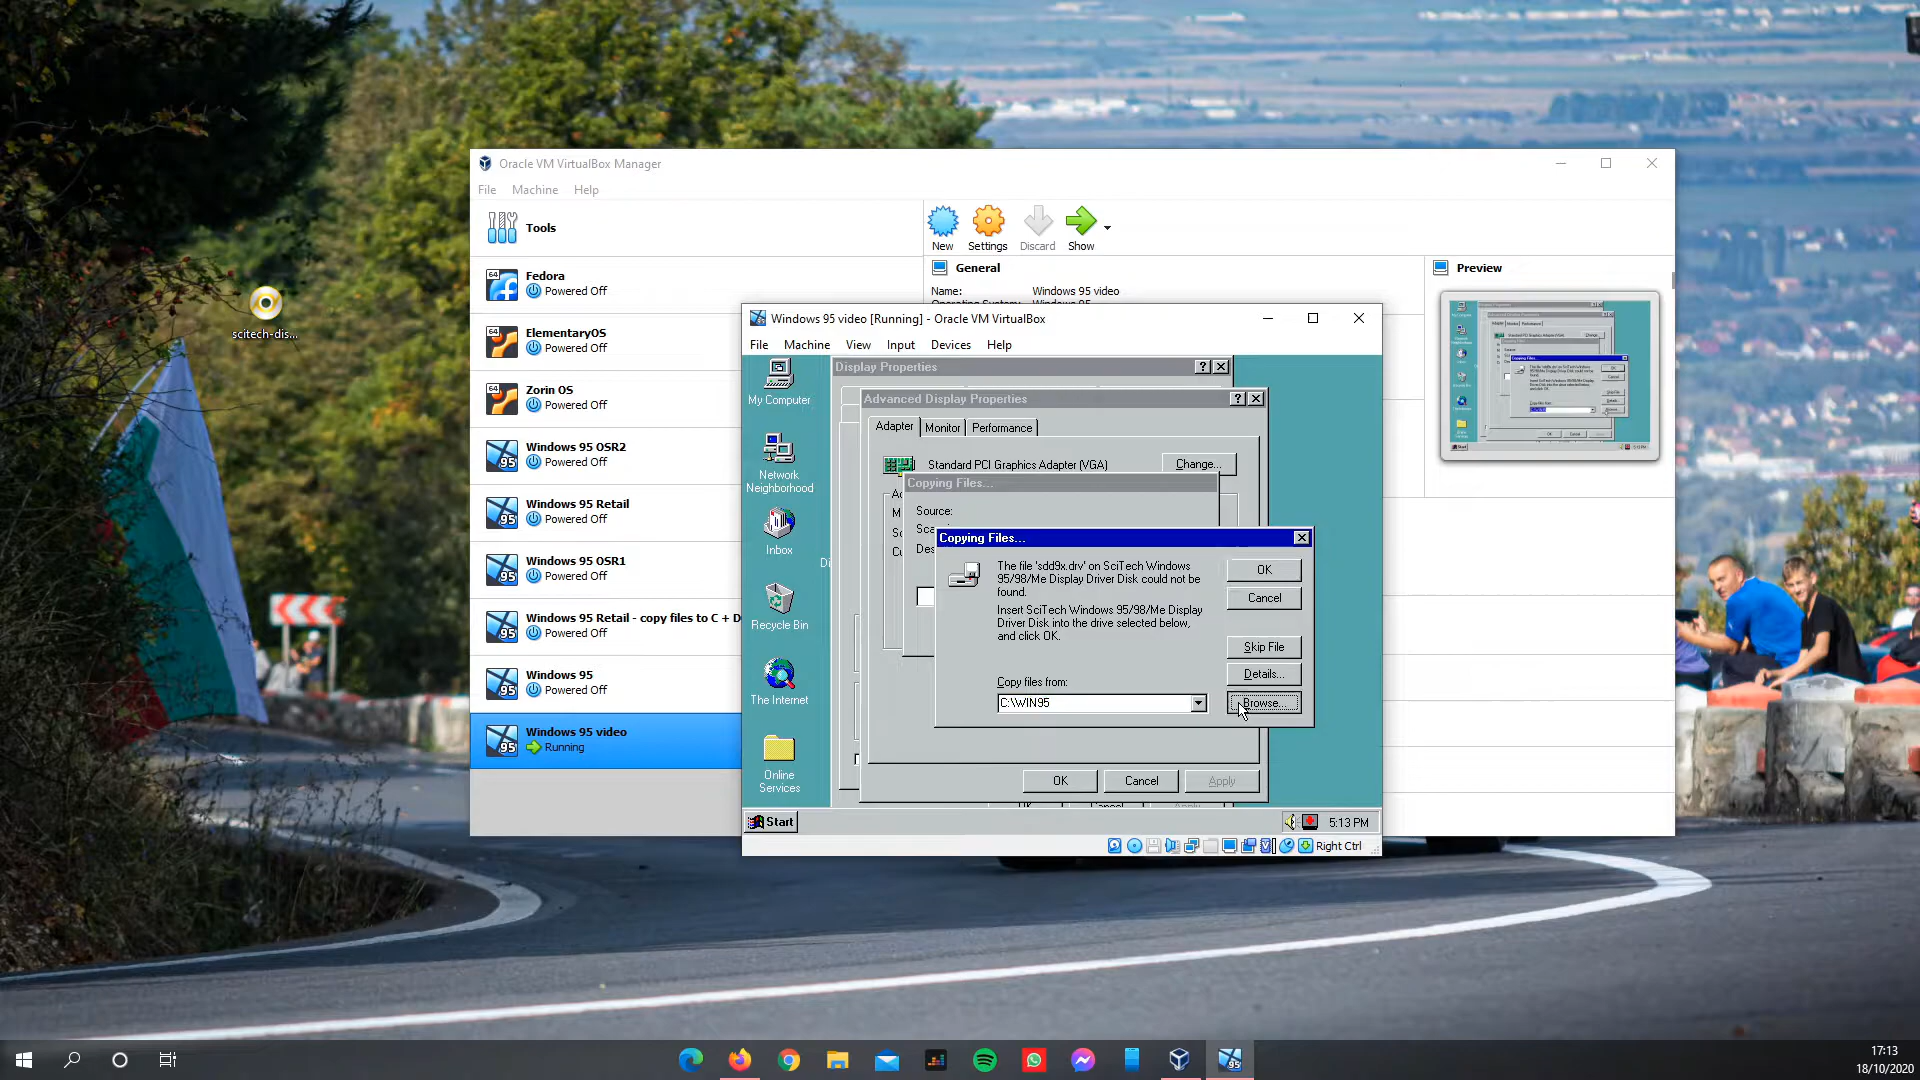 scitech-dis...
Oracle VM VirtualBox Manager
File Machine Help
Tools
New Settings Discard Show
64 Fedora
Powered Off
64 ElementaryOS
Powered Off
64 Zorin OS
Powered Off
95 Windows 95 OSR2
Powered Off
95 Windows 95 Retail
Powered Off
95 Windows 95 OSR1
Powered Off
95 Windows 95 Retail - copy files to C + D
Powered Off
95 Windows 95
Powered Off
95 Windows 95 video
Running
General
Name: Windows 95 video
Preview
Windows 95 video [Running] - Oracle VM VirtualBox
File Machine View Input Devices Help
My Computer
Network
Neighborhood
Inbox
Recycle Bin
The Internet
Online
Services
Display Properties
Advanced Display Properties
Adapter Monitor Performance
Standard PCI Graphics Adapter (VGA) Change...
Copying Files...
Source:
Copying Files...
The file 'sdd9x.drv' on SciTech Windows
95/98/Me Display Driver Disk could not be
found.
Insert SciTech Windows 95/98/Me Display
Driver Disk into the drive selected below,
and click OK.
Copy files from:
C:\WIN95
OK
Cancel
Skip File
Details...
Browse...
OK Cancel Apply
Start
5:13 PM
Right Ctrl
17:13
18/10/2020